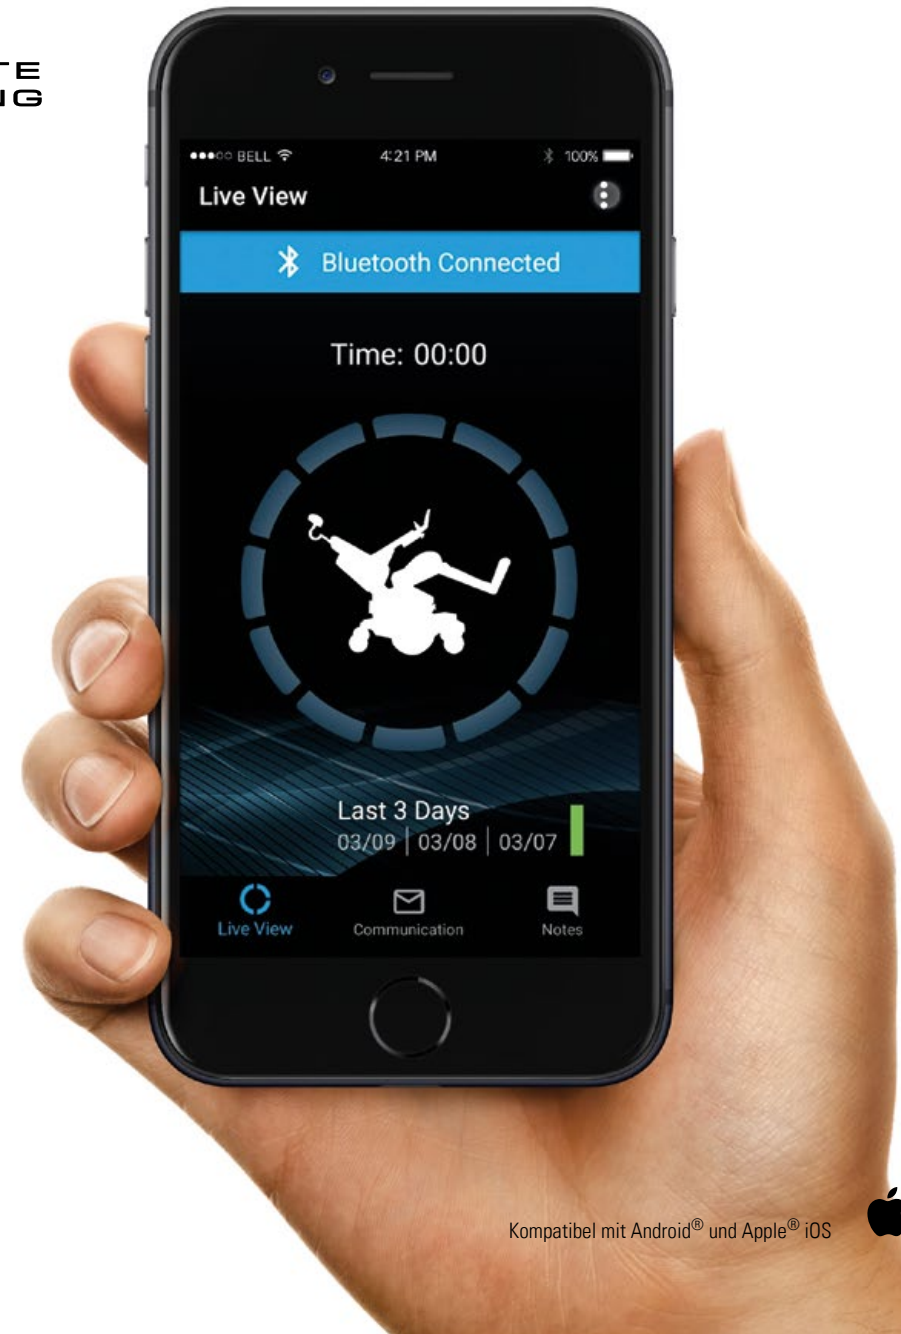 BELL 4:21 PM 100%
Live View
Bluetooth Connected
Time: 00:00
Last 3 Days
03/09 | 03/08 | 03/07
Live View Communication Notes
Kompatibel mit Android® und Apple® iOS